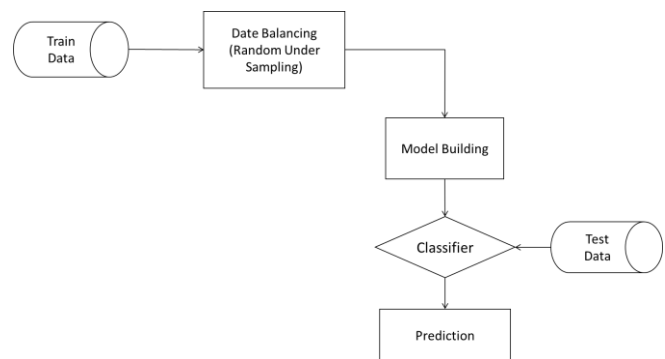 Train
Data
Date Balancing
(Random Under
Sampling)
Model Building
Classifier
Test
Data
Prediction